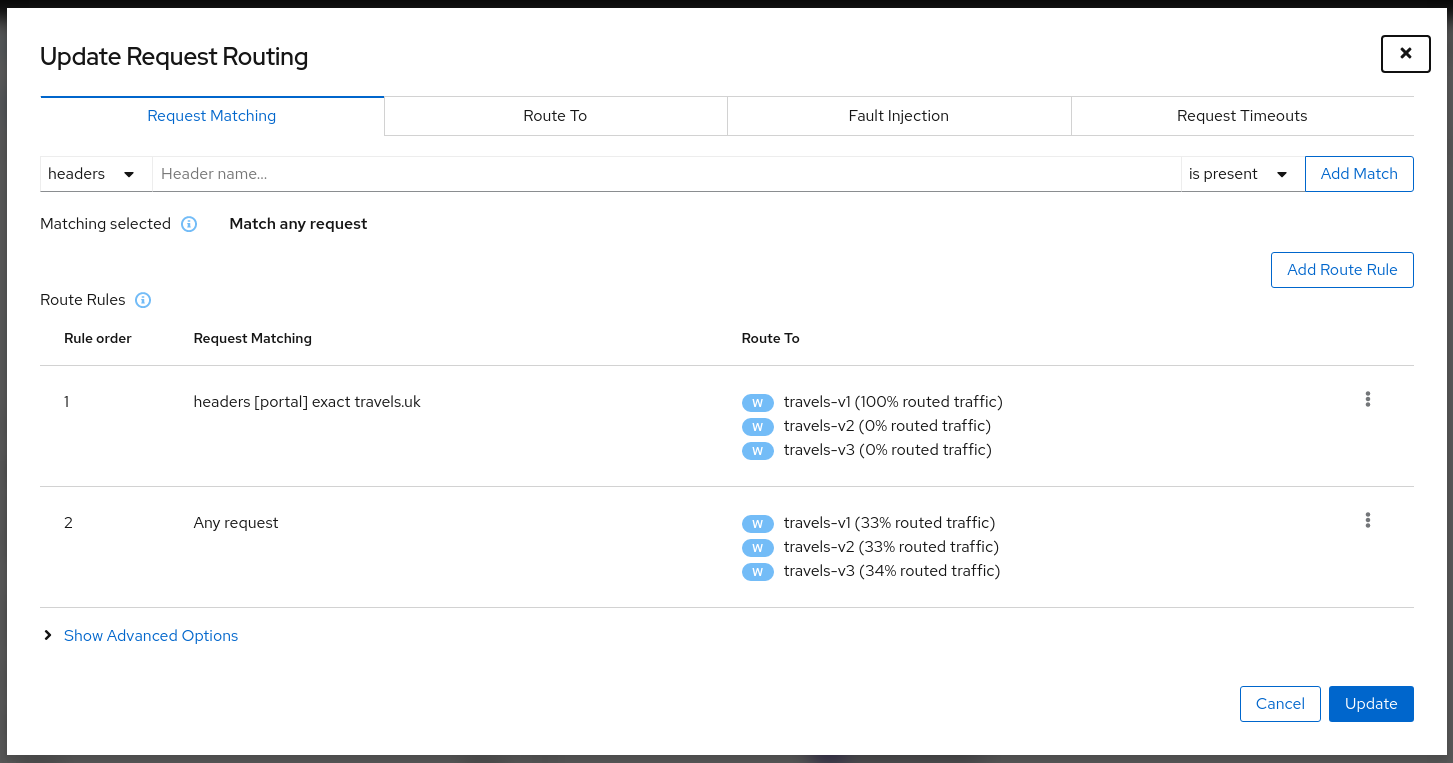 Update Request Routing
Request Matching Route To Fault Injection Request Timeouts
headers Header name... is present Add Match
Matching selected Match any request
Add Route Rule
Route Rules
Rule order Request Matching Route To
1 headers [portal] exact travels.uk W travels-v1 (100% routed traffic)
W travels-v2 (0% routed traffic)
W travels-v3 (0% routed traffic)
2 Any request W travels-v1 (33% routed traffic)
W travels-v2 (33% routed traffic)
W travels-v3 (34% routed traffic)
Show Advanced Options
Cancel Update